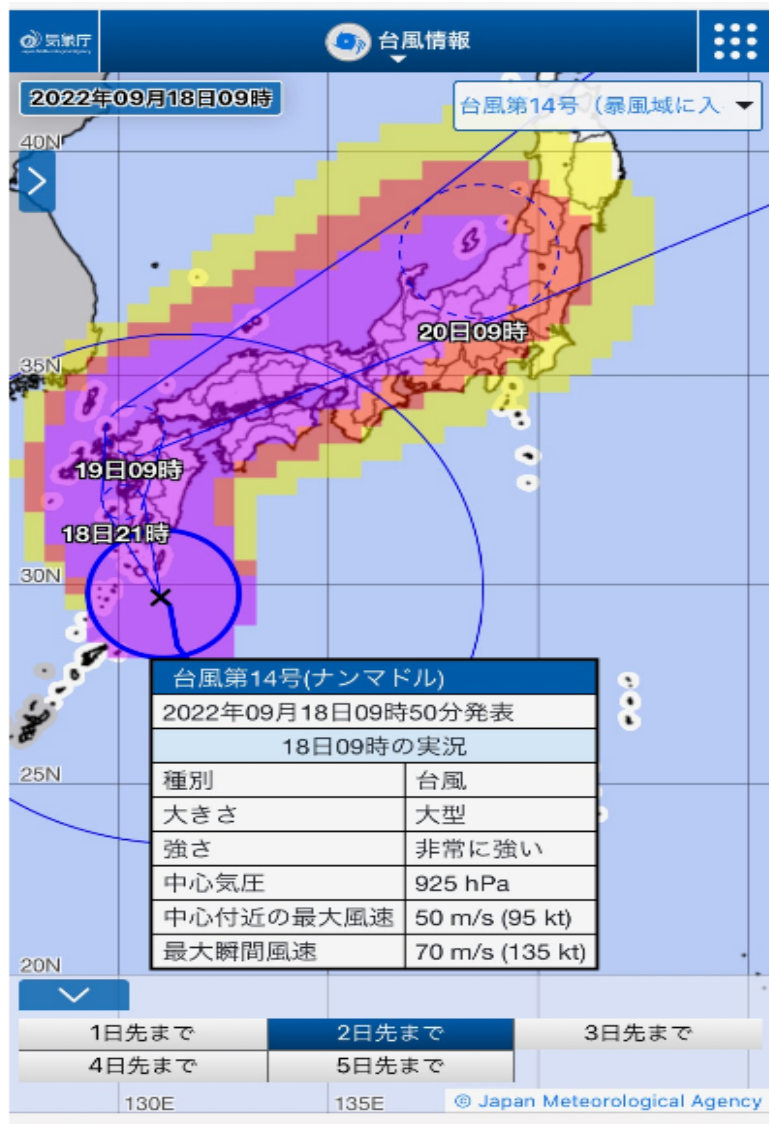 気象庁
台風情報
2022年09月18日09時
台風第14号（暴風域に入
40N
20日09時
35N
19日09時
18日21時
30N
台風第14号(ナンマドル)
2022年09月18日09時50分発表
18日09時の実況
種別 台風
大きさ 大型
25N
強さ 非常に強い
中心気圧 925 hPa
中心付近の最大風速 50 m/s (95 kt)
最大瞬間風速 70 m/s (135 kt)
20N
1日先まで 2日先まで 3日先まで
4日先まで 5日先まで
130E 135E © Japan Meteorological Agency